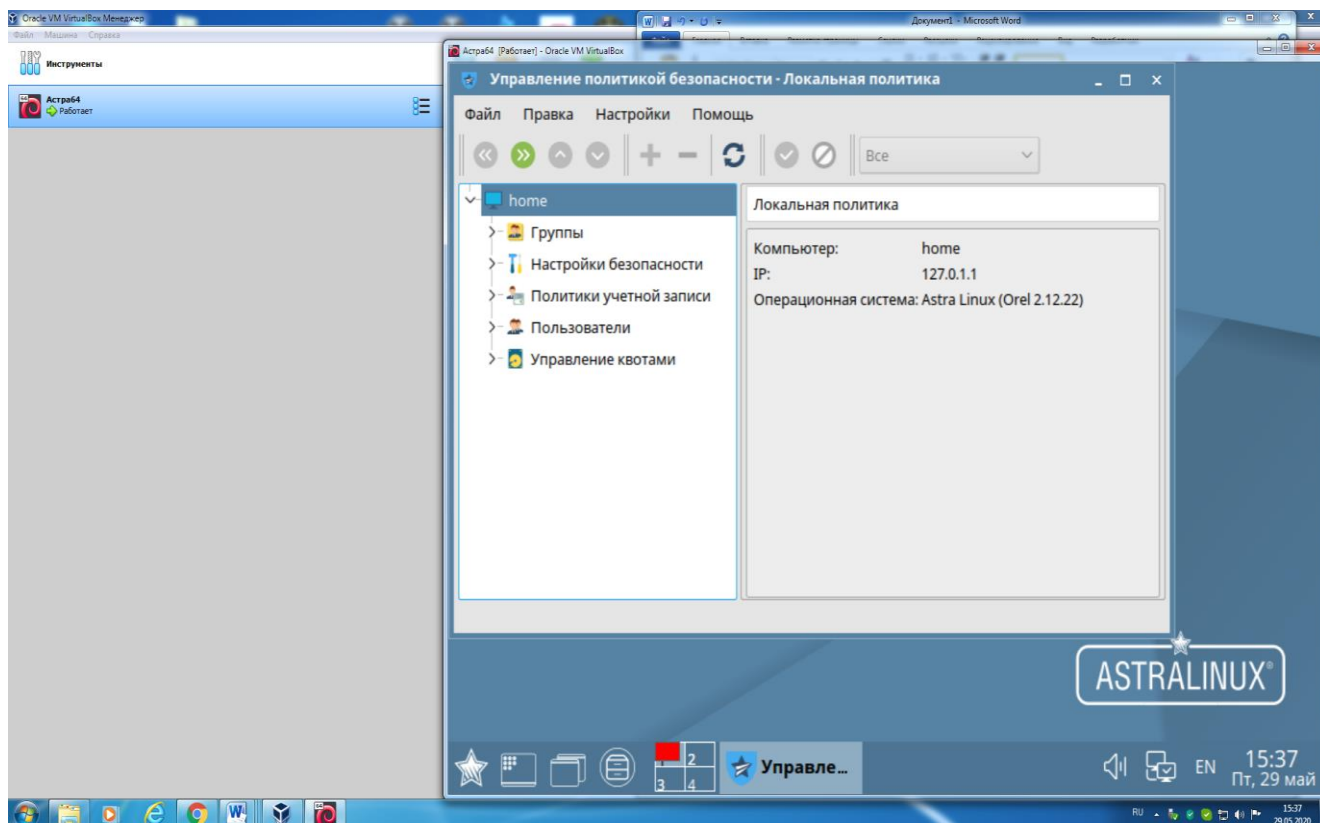 Oracle VM VirtualBox Менеджер
Файл Машина Справка
Инструменты
Астра64
Работает
Документ1 - Microsoft Word
Астра64 [Работает] - Oracle VM VirtualBox
Управление политикой безопасности - Локальная политика
Файл Правка Настройки Помощь
Все
home
Группы
Настройки безопасности
Политики учетной записи
Пользователи
Управление квотами
Локальная политика
Компьютер: home
IP: 127.0.1.1
Операционная система: Astra Linux (Orel 2.12.22)
ASTRALINUX®
2
3 4
Управле...
EN
15:37
Пт, 29 май
RU
15:37
29.05.2020